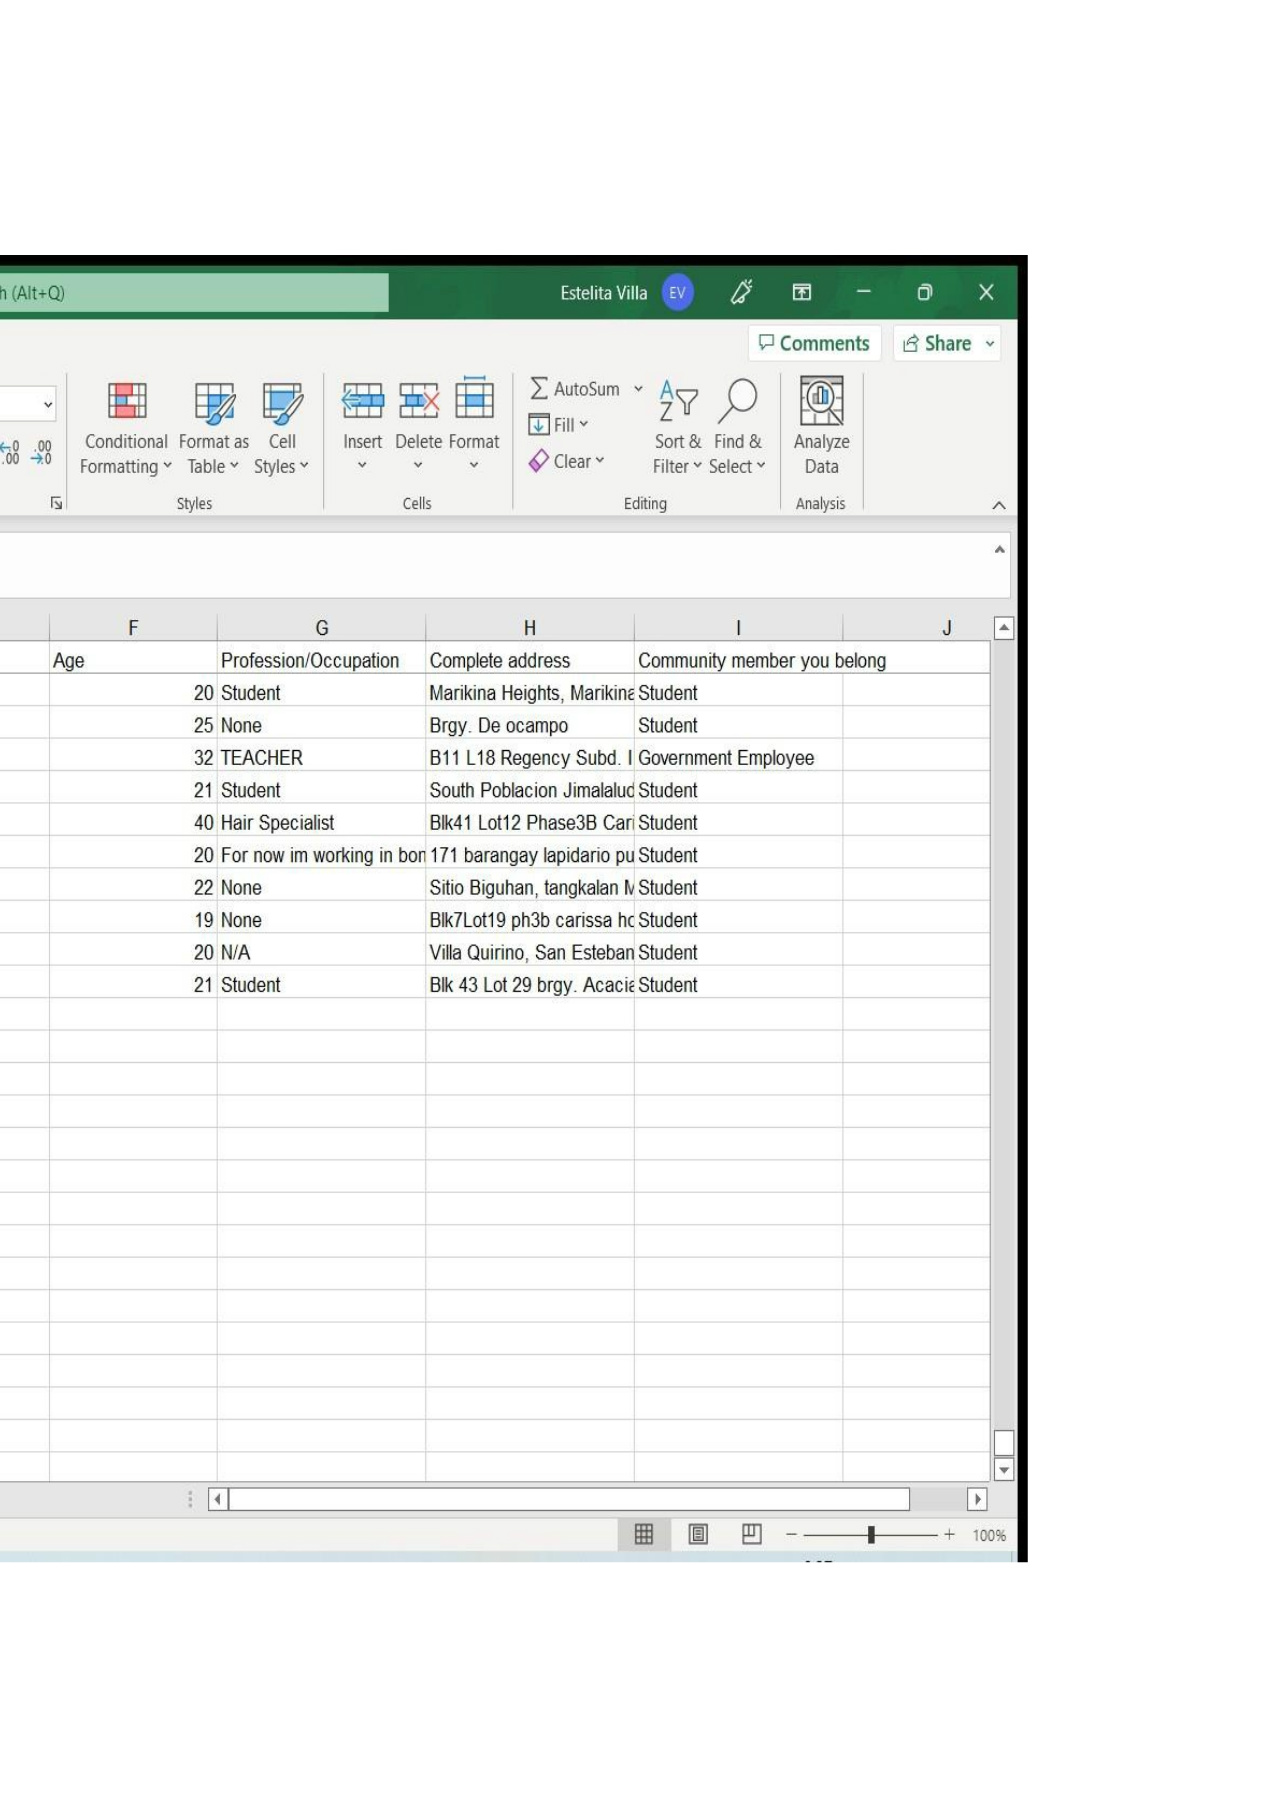 h (Alt+Q)
Estelita Villa EV
Comments Share
Conditional Formatting
Format as Table
Cell Styles
Insert Delete Format
AutoSum
Fill
Clear
Sort & Filter
Find & Select
Analyze Data
Styles Cells Editing Analysis
F G H I J
Age Profession/Occupation Complete address Community member you belong
20 Student Marikina Heights, Marikina Student
25 None Brgy. De ocampo Student
32 TEACHER B11 L18 Regency Subd. I Government Employee
21 Student South Poblacion Jimalalud Student
40 Hair Specialist Blk41 Lot12 Phase3B Cari Student
20 For now im working in bon 171 barangay lapidario pu Student
22 None Sitio Biguhan, tangkalan M Student
19 None Blk7Lot19 ph3b carissa ho Student
20 N/A Villa Quirino, San Esteban Student
21 Student Blk 43 Lot 29 brgy. Acacia Student
100%